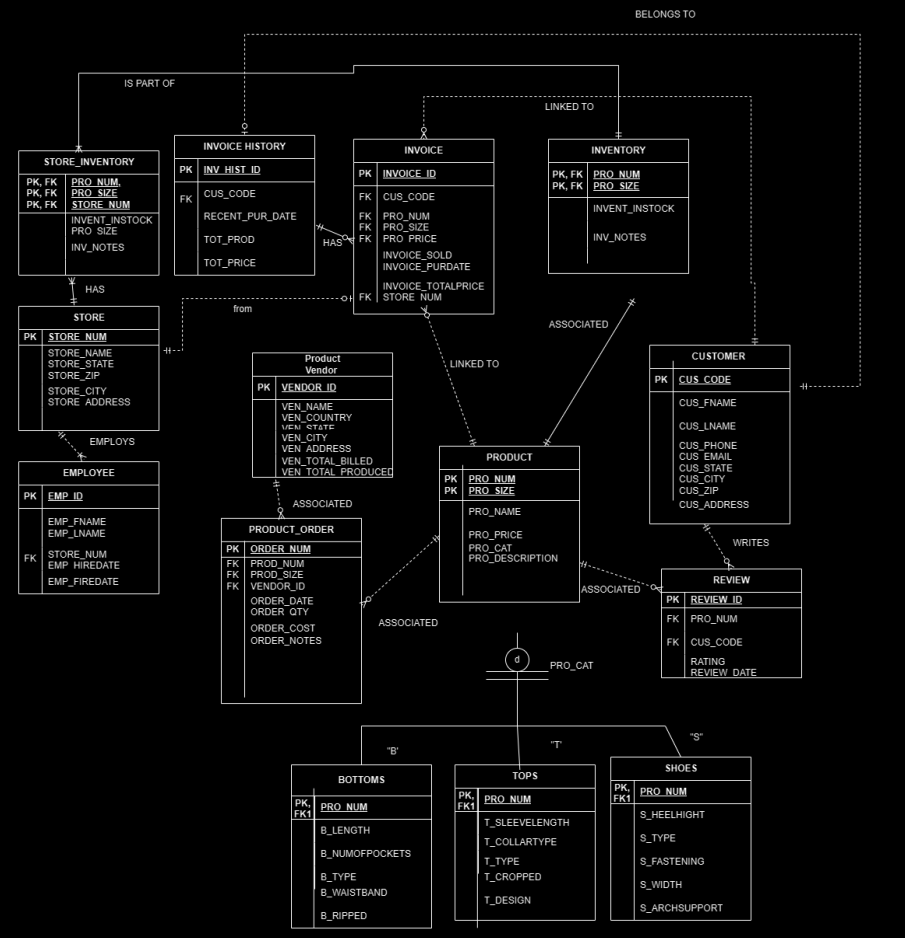 BELONGS TO
IS PART OF
LINKED TO
STORE_INVENTORY
PK, FK PRO_NUM,
PK, FK PRO_SIZE
PK, FK STORE_NUM
INVENT_INSTOCK
PRO_SIZE
INV_NOTES
INVOICE HISTORY
PK INV_HIST_ID
FK CUS_CODE
RECENT_PUR_DATE
TOT_PROD
TOT_PRICE
HAS
INVOICE
PK INVOICE_ID
FK CUS_CODE
FK PRO_NUM
FK PRO_SIZE
FK PRO_PRICE
INVOICE_SOLD
INVOICE_PURDATE
INVOICE_TOTALPRICE
FK STORE_NUM
INVENTORY
PK, FK PRO_NUM
PK, FK PRO_SIZE
INVENT_INSTOCK
INV_NOTES
HAS
from
ASSOCIATED
STORE
PK STORE_NUM
STORE_NAME
STORE_STATE
STORE_ZIP
STORE_CITY
STORE_ADDRESS
EMPLOYS
Product
Vendor
PK VENDOR_ID
VEN_NAME
VEN_COUNTRY
VEN_STATE
VEN_CITY
VEN_ADDRESS
VEN_TOTAL_BILLED
VEN_TOTAL_PRODUCED
LINKED TO
CUSTOMER
PK CUS_CODE
CUS_FNAME
CUS_LNAME
CUS_PHONE
CUS_EMAIL
CUS_STATE
CUS_CITY
CUS_ZIP
CUS_ADDRESS
WRITES
EMPLOYEE
PK EMP_ID
EMP_FNAME
EMP_LNAME
FK STORE_NUM
EMP_HIREDATE
EMP_FIREDATE
ASSOCIATED
PRODUCT_ORDER
PK ORDER_NUM
FK PROD_NUM
FK PROD_SIZE
FK VENDOR_ID
ORDER_DATE
ORDER_QTY
ORDER_COST
ORDER_NOTES
ASSOCIATED
PRODUCT
PK PRO_NUM
PK PRO_SIZE
PRO_NAME
PRO_PRICE
PRO_CAT
PRO_DESCRIPTION
ASSOCIATED
REVIEW
PK REVIEW_ID
FK PRO_NUM
FK CUS_CODE
RATING
REVIEW_DATE
d
PRO_CAT
"B'
"T'
"S"
BOTTOMS
PK,
FK1 PRO_NUM
B_LENGTH
B_NUMOFPOCKETS
B_TYPE
B_WAISTBAND
B_RIPPED
TOPS
PK,
FK1 PRO_NUM
T_SLEEVELENGTH
T_COLLARTYPE
T_TYPE
T_CROPPED
T_DESIGN
SHOES
PK,
FK1 PRO_NUM
S_HEELHIGHT
S_TYPE
S_FASTENING
S_WIDTH
S_ARCHSUPPORT